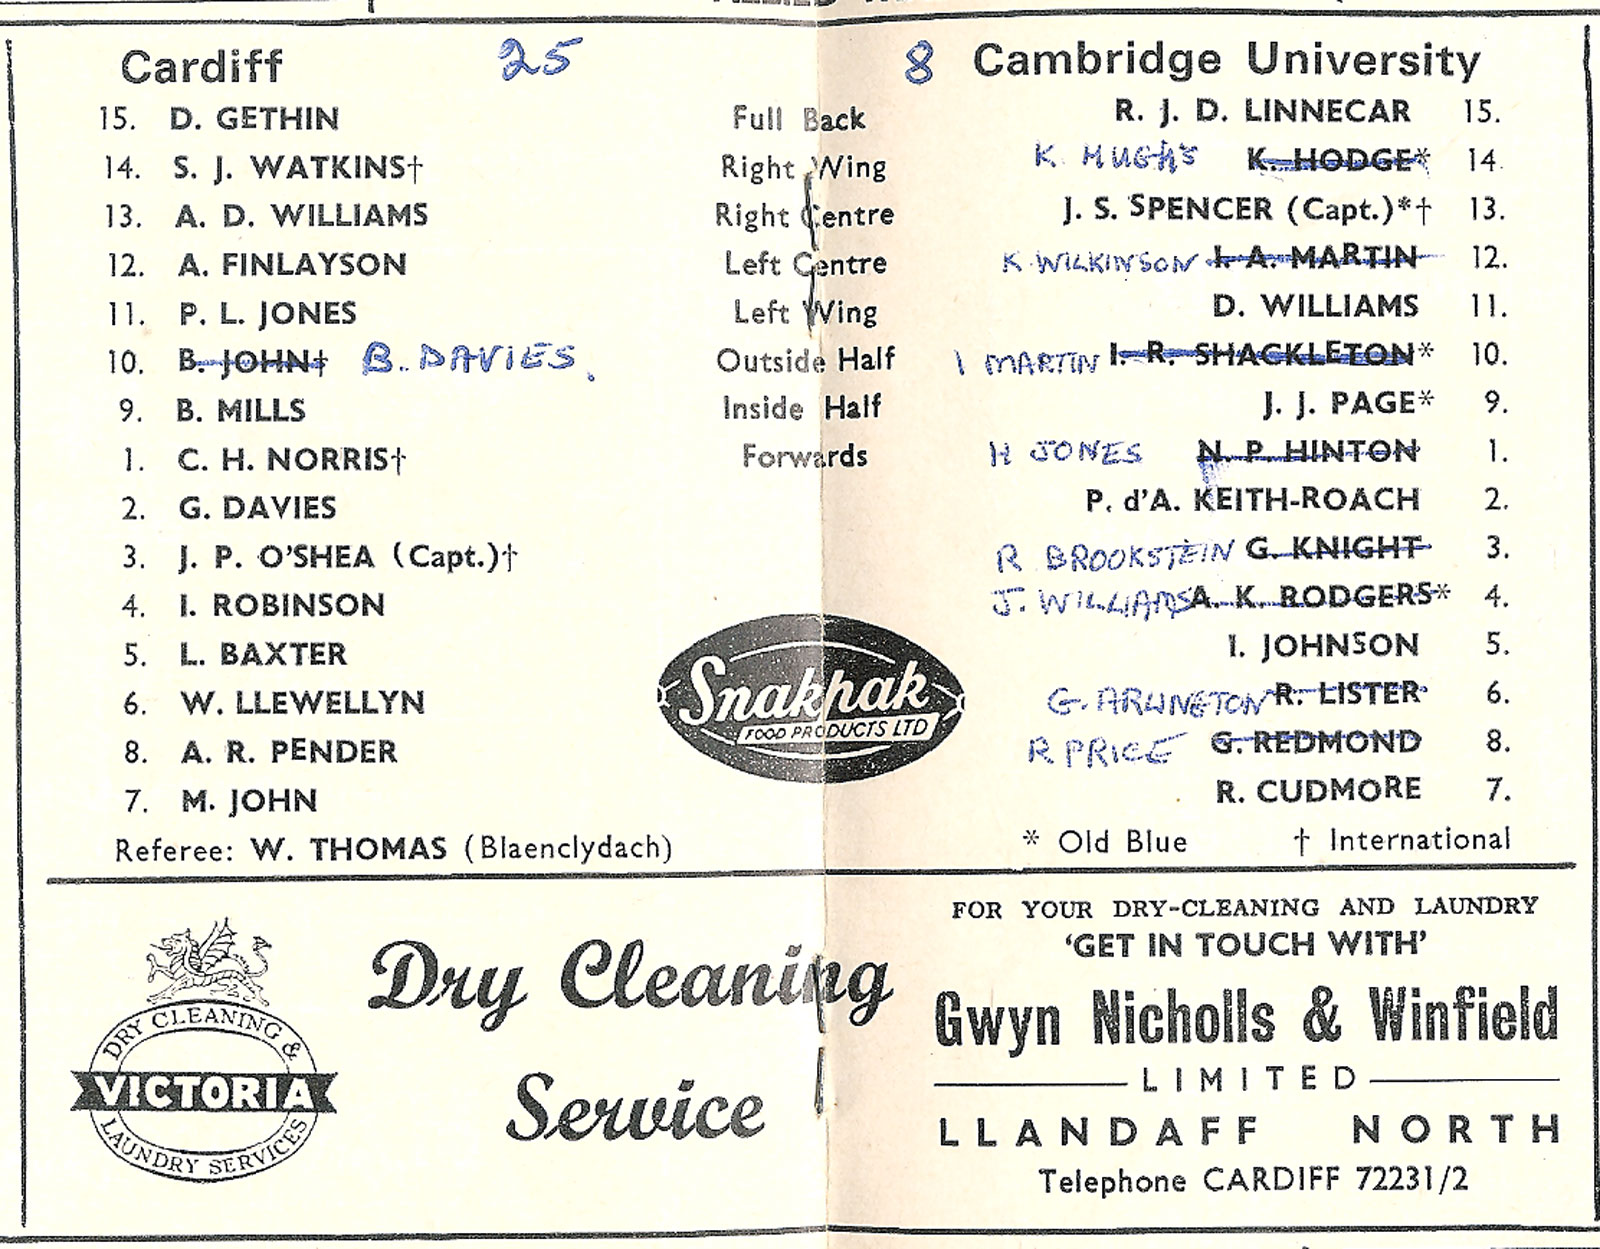 Cardiff 25
15. D. GETHIN
14. S. J. WATKINS†
13. A. D. WILLIAMS
12. A. FINLAYSON
11. P. L. JONES
10. B. JOHN† B. DAVIES.
9. B. MILLS
1. C. H. NORRIS†
2. G. DAVIES
3. J. P. O'SHEA (Capt.)†
4. I. ROBINSON
5. L. BAXTER
6. W. LLEWELLYN
8. A. R. PENDER
7. M. JOHN
Referee: W. THOMAS (Blaenclydach)
Full Back
Right Wing
Right Centre
Left Centre
Left Wing
Outside Half
Inside Half
Forwards
8 Cambridge University
R. J. D. LINNECAR 15.
K. HUGHS K. HODGE* 14.
J. S. SPENCER (Capt.)*† 13.
K. WILKINSON I. A. MARTIN 12.
D. WILLIAMS 11.
I MARTIN I. R. SHACKLETON* 10.
J. J. PAGE* 9.
H JONES N. P. HINTON 1.
P. d'A. KEITH-ROACH 2.
R BROOKSTEIN G. KNIGHT 3.
J. WILLIAMS A. K. RODGERS* 4.
I. JOHNSON 5.
G. ARLINGTON R. LISTER 6.
R PRICE G. REDMOND 8.
R. CUDMORE 7.
* Old Blue † International
Snakpak
FOOD PRODUCTS LTD
DRY CLEANING &
VICTORIA
LAUNDRY SERVICES
Dry Cleaning
Service
FOR YOUR DRY-CLEANING AND LAUNDRY
'GET IN TOUCH WITH'
Gwyn Nicholls & Winfield
LIMITED
LLANDAFF NORTH
Telephone CARDIFF 72231/2